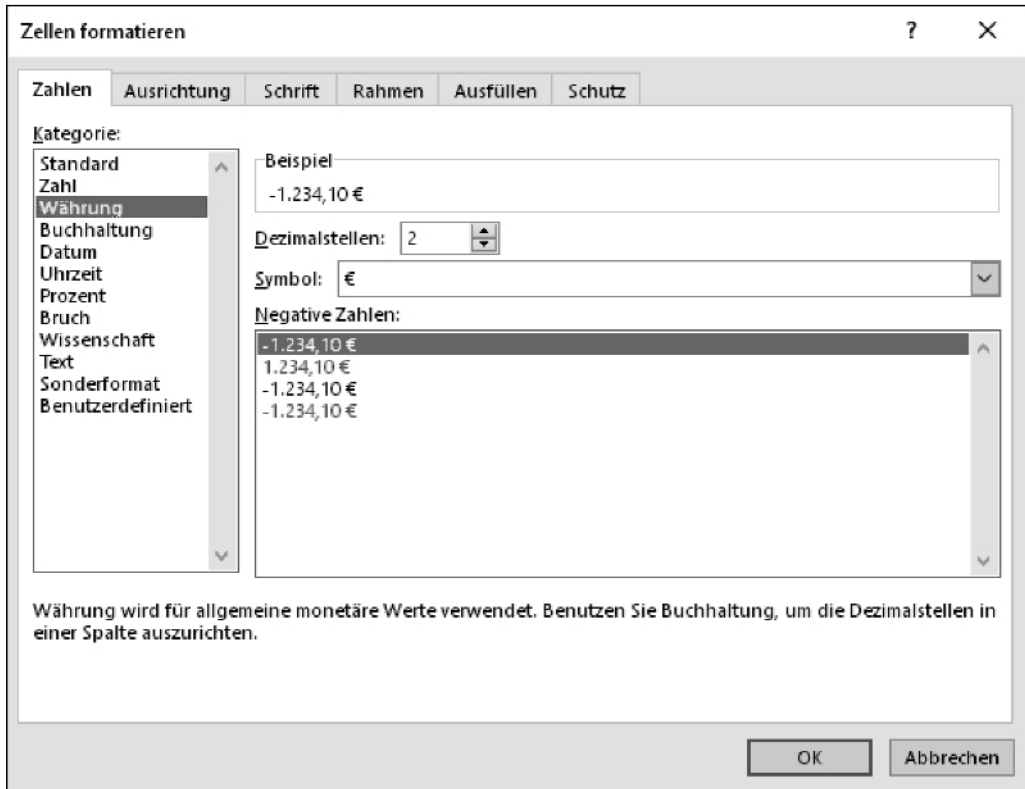 Zellen formatieren
?
Zahlen
Ausrichtung
Schrift
Rahmen
Ausfüllen
Schutz
Kategorie:
Standard
Zahl
Währung
Buchhaltung
Datum
Uhrzeit
Prozent
Bruch
Wissenschaft
Text
Sonderformat
Benutzerdefiniert
Beispiel
-1.234,10 €
Dezimalstellen: 2
Symbol: €
Negative Zahlen:
-1.234,10 €
1.234,10 €
-1.234,10 €
-1.234,10 €
Währung wird für allgemeine monetäre Werte verwendet. Benutzen Sie Buchhaltung, um die Dezimalstellen in
einer Spalte auszurichten.
OK
Abbrechen